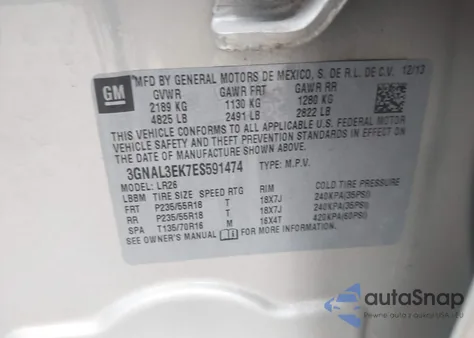 GM
MFD BY GENERAL MOTORS DE MEXICO, S. DE R.L. DE C.V. 12/13
GVWR GAWR FRT GAWR RR
2189 KG 1130 KG 1280 KG
4825 LB 2491 LB 2822 LB
THIS VEHICLE CONFORMS TO ALL APPLICABLE U.S. FEDERAL MOTOR
VEHICLE SAFETY AND THEFT PREVENTION STANDARDS IN EFFECT ON
THE DATE OF MANUFACTURE SHOWN ABOVE.
3GNAL3EK7ES591474 TYPE: M.P.V.
MODEL: LR26
LBBM TIRE SIZE SPEED RTG RIM COLD TIRE PRESSURE
FRT P235/55R18 T 18X7J 240KPA(35PSI)
RR P235/55R18 T 18X7J 240KPA(35PSI)
SPA T135/70R16 M 16X4T 420KPA(60PSI)
SEE OWNER'S MANUAL
autoSnap
Pewne auta z USA